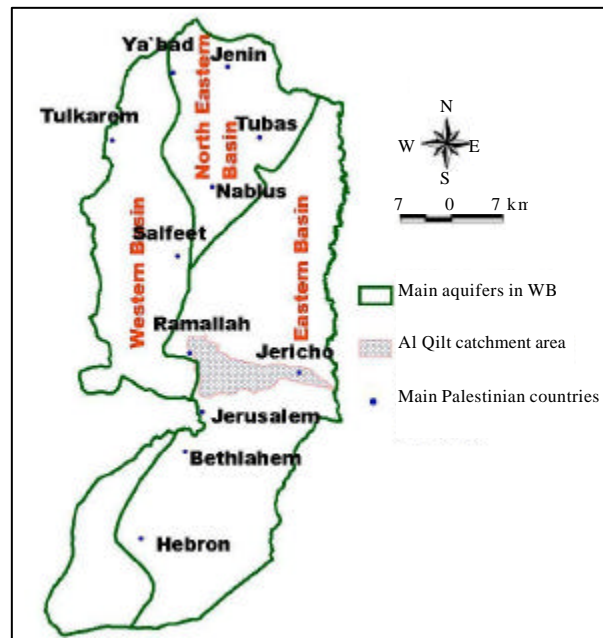 Ya`bad
Jenin
Tulkarem
North Eastern
Basin
Tubas
Nablus
Western Basin
Salfeet
Eastern Basin
Ramallah
Jericho
Jerusalem
Bethlahem
Hebron
N
W E
S
7 0 7 km
Main aquifers in WB
Al Qilt catchment area
Main Palestinian countries